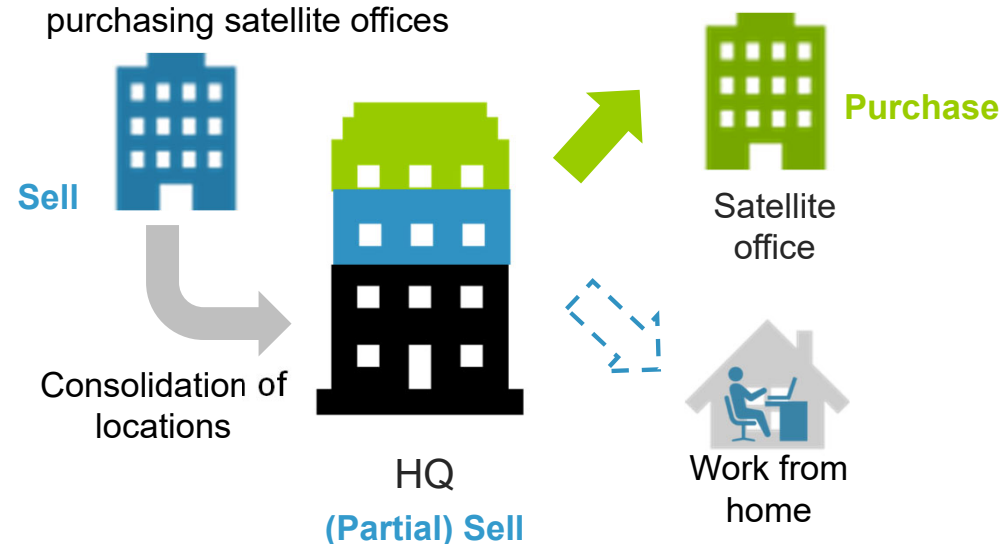 purchasing satellite offices
Sell
Purchase
Satellite
office
Consolidation of
locations
HQ
(Partial) Sell
Work from
home